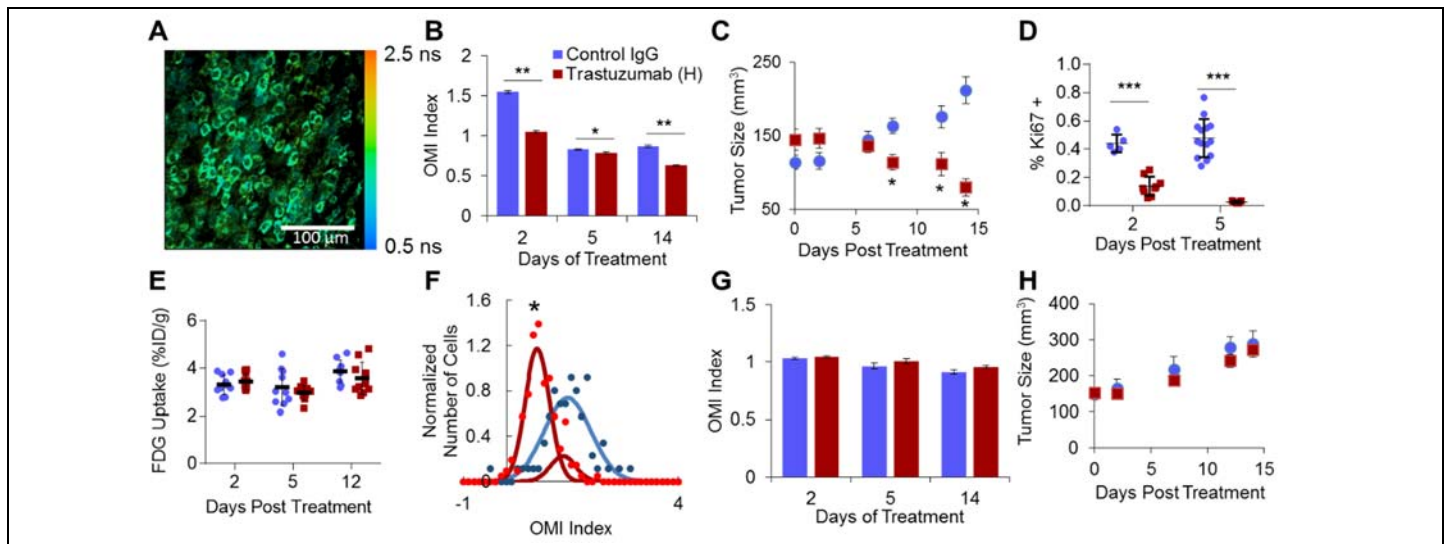 A
2.5 ns
100 µm
0.5 ns
B
OMI Index
2
1.5
1
0.5
0
**
*
**
Control IgG
Trastuzumab (H)
2 5 14
Days of Treatment
C
Tumor Size (mm³)
250
150
50
*
*
*
0 5 10 15
Days Post Treatment
D
% Ki67 +
1.0
0.8
0.6
0.4
0.2
0.0
***
***
2 5
Days Post Treatment
E
FDG Uptake (%ID/g)
6
4
2
0
2 5 12
Days Post Treatment
F
Normalized
Number of Cells
1.6
1.2
0.8
0.4
0
*
-1 4
OMI Index
G
OMI Index
1.5
1
0.5
0
2 5 14
Days of Treatment
H
Tumor Size (mm³)
400
300
200
100
0
0 5 10 15
Days Post Treatment